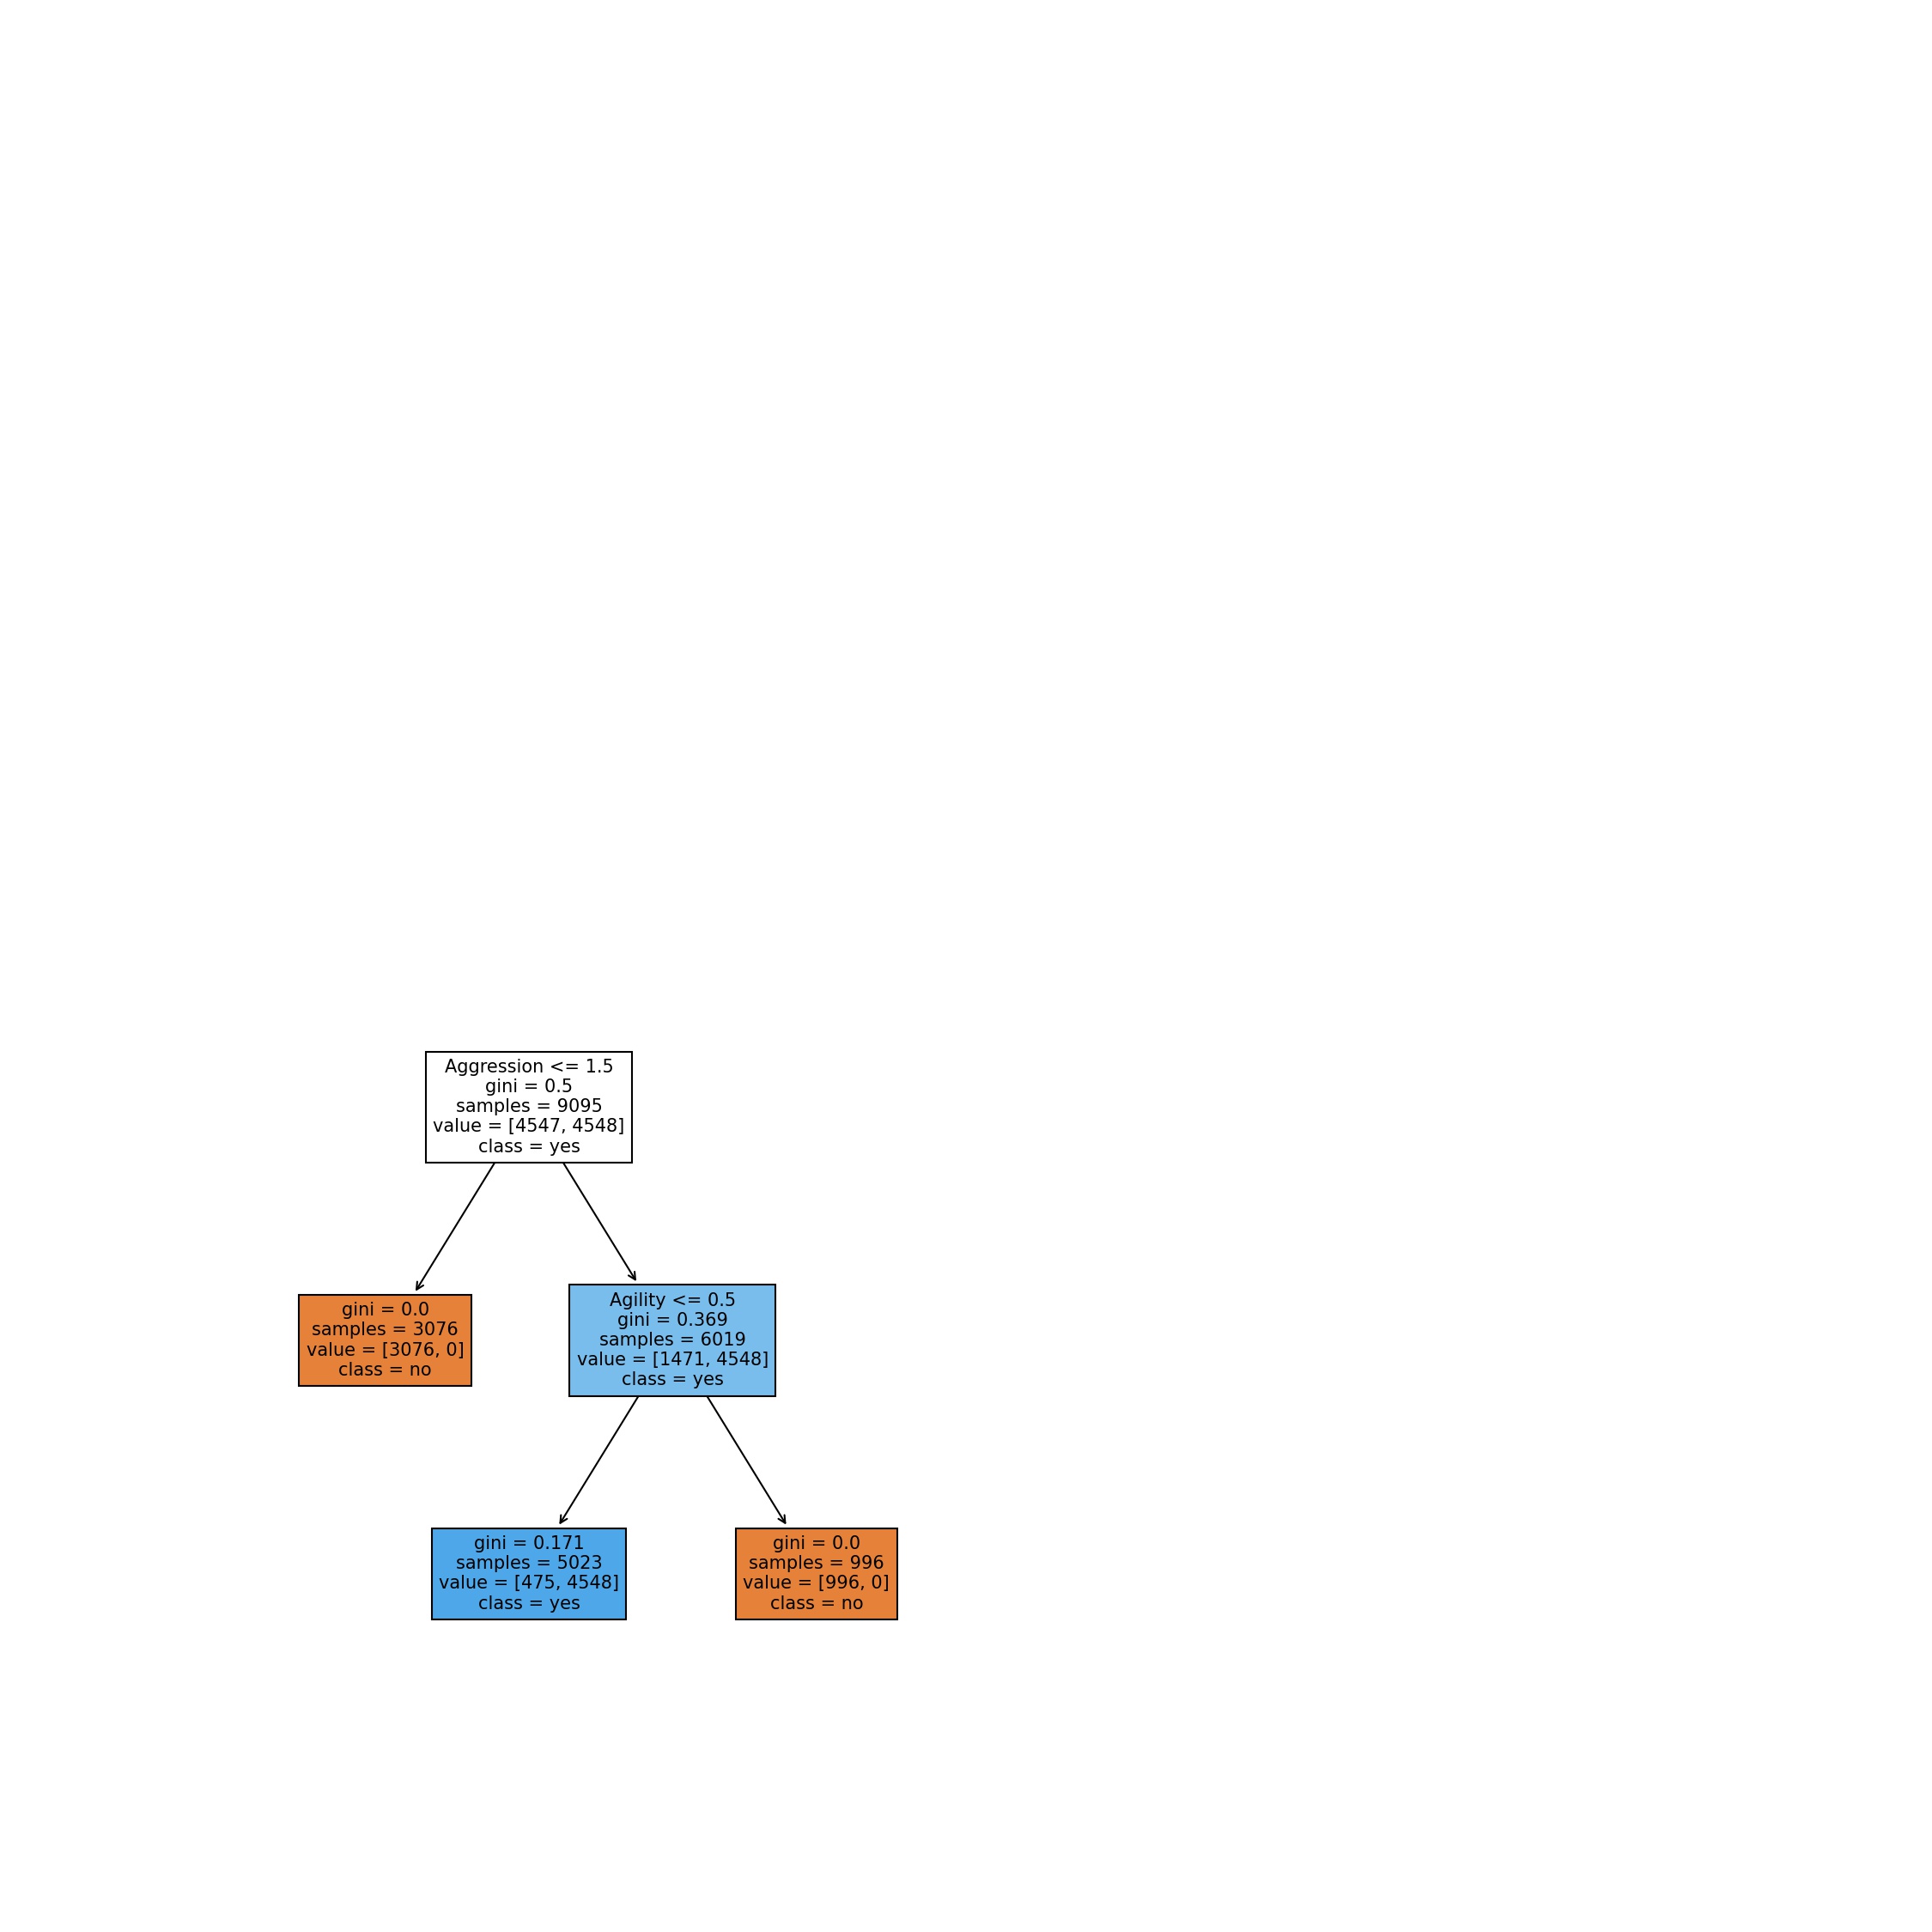 Aggression <= 1.5
gini = 0.5
samples = 9095
value = [4547, 4548]
class = yes
gini = 0.0
samples = 3076
value = [3076, 0]
class = no
Agility <= 0.5
gini = 0.369
samples = 6019
value = [1471, 4548]
class = yes
gini = 0.171
samples = 5023
value = [475, 4548]
class = yes
gini = 0.0
samples = 996
value = [996, 0]
class = no